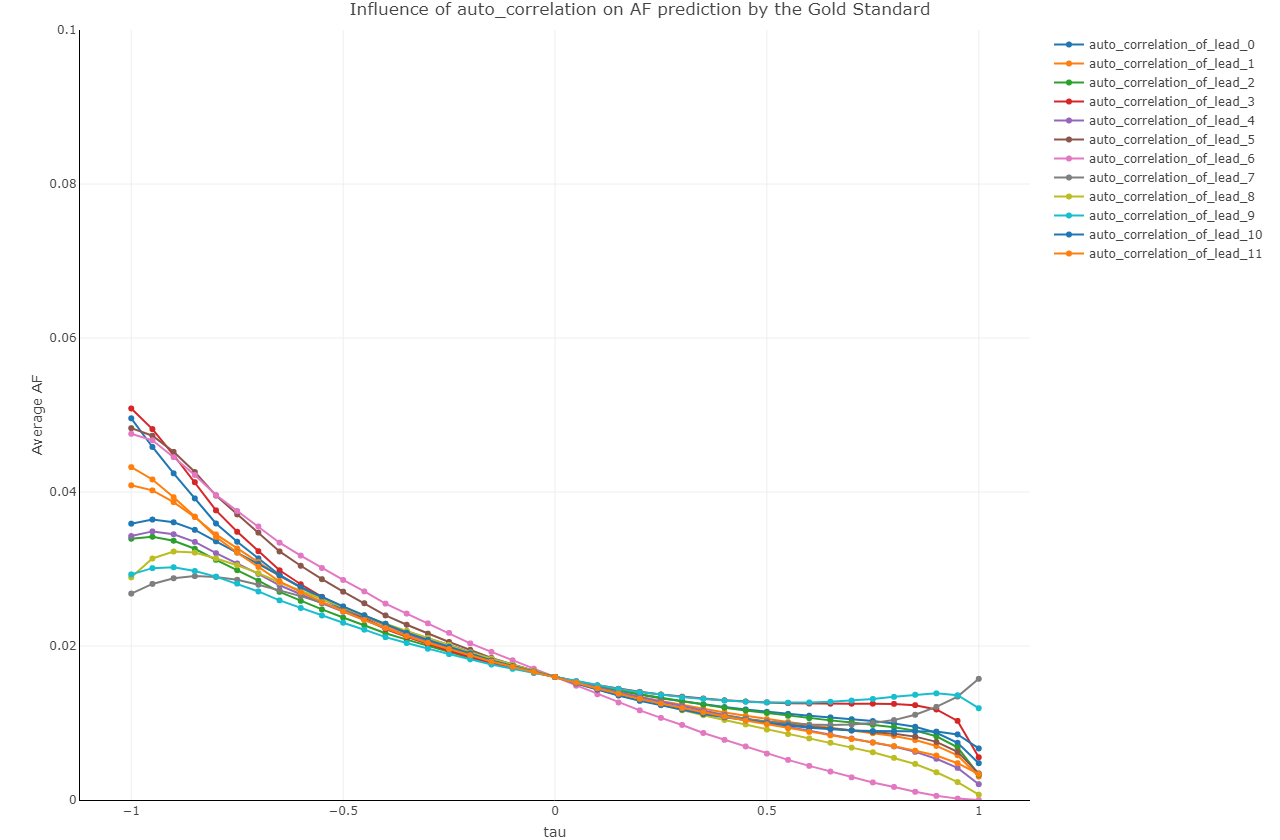 Influence of auto_correlation on AF prediction by the Gold Standard
0.1
0.08
0.06
0.04
0.02
0
Average AF
−1
−0.5
0
0.5
1
tau
auto_correlation_of_lead_0
auto_correlation_of_lead_1
auto_correlation_of_lead_2
auto_correlation_of_lead_3
auto_correlation_of_lead_4
auto_correlation_of_lead_5
auto_correlation_of_lead_6
auto_correlation_of_lead_7
auto_correlation_of_lead_8
auto_correlation_of_lead_9
auto_correlation_of_lead_10
auto_correlation_of_lead_11